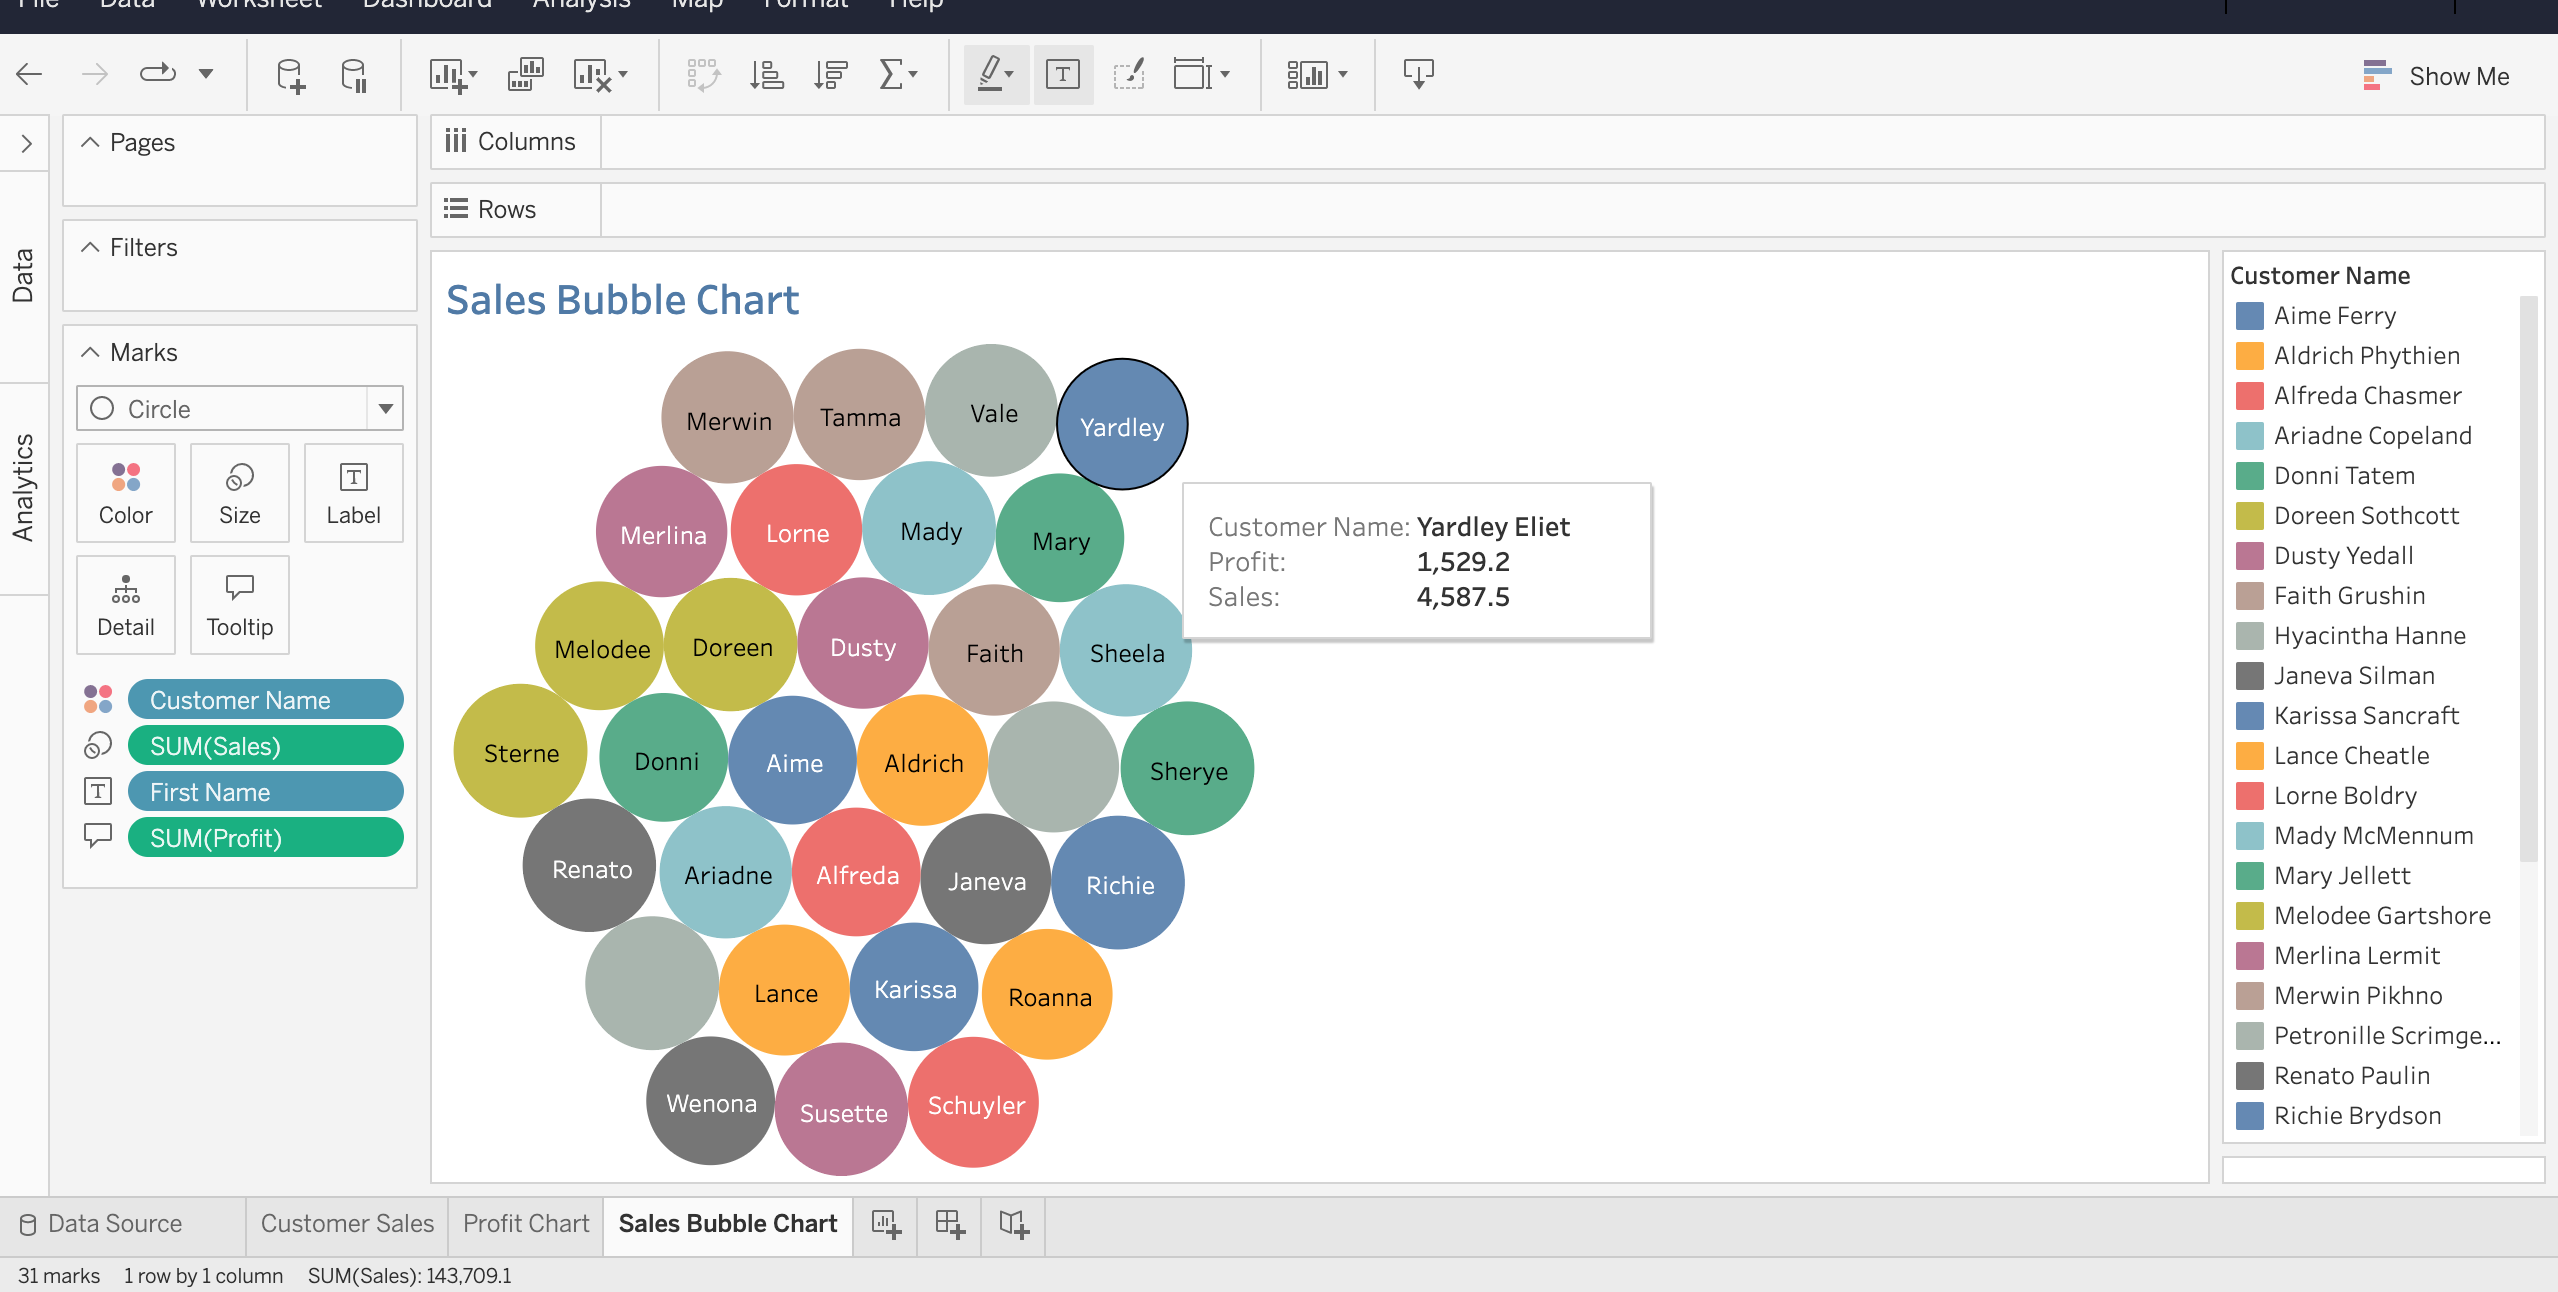 File Data Worksheet Dashboard Analysis Map Format Help
Show Me
Data
Analytics
Pages
Filters
Marks
Circle
Color Size Label
Detail Tooltip
Customer Name
SUM(Sales)
First Name
SUM(Profit)
Columns
Rows
Sales Bubble Chart
Merwin Tamma Vale Yardley
Merlina Lorne Mady Mary
Melodee Doreen Dusty Faith Sheela
Sterne Donni Aime Aldrich Sherye
Renato Ariadne Alfreda Janeva Richie
Lance Karissa Roanna
Wenona Susette Schuyler
Customer Name: Yardley Eliet
Profit: 1,529.2
Sales: 4,587.5
Customer Name
Aime Ferry
Aldrich Phythien
Alfreda Chasmer
Ariadne Copeland
Donni Tatem
Doreen Sothcott
Dusty Yedall
Faith Grushin
Hyacintha Hanne
Janeva Silman
Karissa Sancraft
Lance Cheatle
Lorne Boldry
Mady McMennum
Mary Jellett
Melodee Gartshore
Merlina Lermit
Merwin Pikhno
Petronille Scrimge...
Renato Paulin
Richie Brydson
Data Source Customer Sales Profit Chart Sales Bubble Chart
31 marks 1 row by 1 column SUM(Sales): 143,709.1